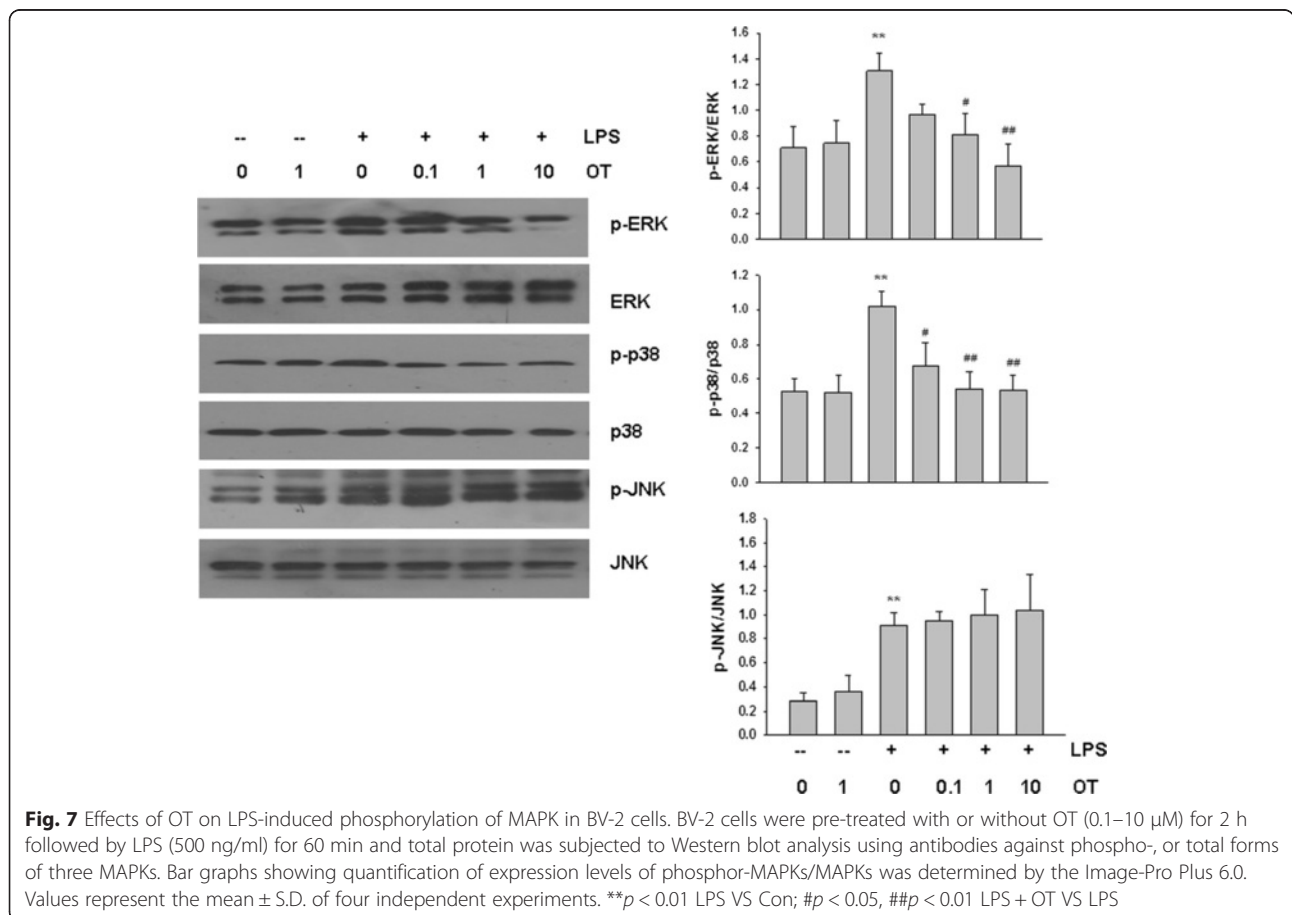 -- -- + + + + LPS
0 1 0 0.1 1 10 OT
p-ERK
ERK
p-p38
p38
p-JNK
JNK
p-ERK/ERK
1.6
1.4
1.2
1.0
0.8
0.6
0.4
0.2
0.0
**
#
##
p-p38/p38
1.2
1.0
0.8
0.6
0.4
0.2
0.0
**
#
##
##
p-JNK/JNK
1.8
1.6
1.4
1.2
1.0
0.8
0.6
0.4
0.2
0.0
**
-- -- + + + + LPS
0 1 0 0.1 1 10 OT
Fig. 7 Effects of OT on LPS-induced phosphorylation of MAPK in BV-2 cells. BV-2 cells were pre-treated with or without OT (0.1–10 μM) for 2 h
followed by LPS (500 ng/ml) for 60 min and total protein was subjected to Western blot analysis using antibodies against phospho-, or total forms
of three MAPKs. Bar graphs showing quantification of expression levels of phosphor-MAPKs/MAPKs was determined by the Image-Pro Plus 6.0.
Values represent the mean ± S.D. of four independent experiments. **p < 0.01 LPS VS Con; #p < 0.05, ##p < 0.01 LPS + OT VS LPS